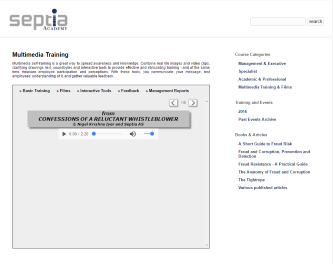 septia
ACADEMY
search
Multimedia Training
Multimedia self-training is a great way to spread awareness and knowledge. Contains real life images and video clips,
clarifying drawings, text, soundbytes and interactive tools to provide effective and stimulating training - and at the same
time measure employee participation and perceptions. With these tools, you communicate your message, test
employees' understanding of it, and gather valuable feedback.
» Basic Training » Films » Interactive Tools » Feedback » Management Reports
from
CONFESSIONS OF A RELUCTANT WHISTLEBLOWER
© Nigel Krishna Iyer and Septia AS
0:00 / 2:20
Course Categories
Management & Executive
Specialist
Academic & Professional
Multimedia Training & Films
Training and Events
2016
Past Events Archive
Books & Articles
A Short Guide to Fraud Risk
Fraud and Corruption, Prevention and
Detection
Fraud Resistance - A Practical Guide
The Anatomy of Fraud and Corruption
The Tightrope
Various published articles